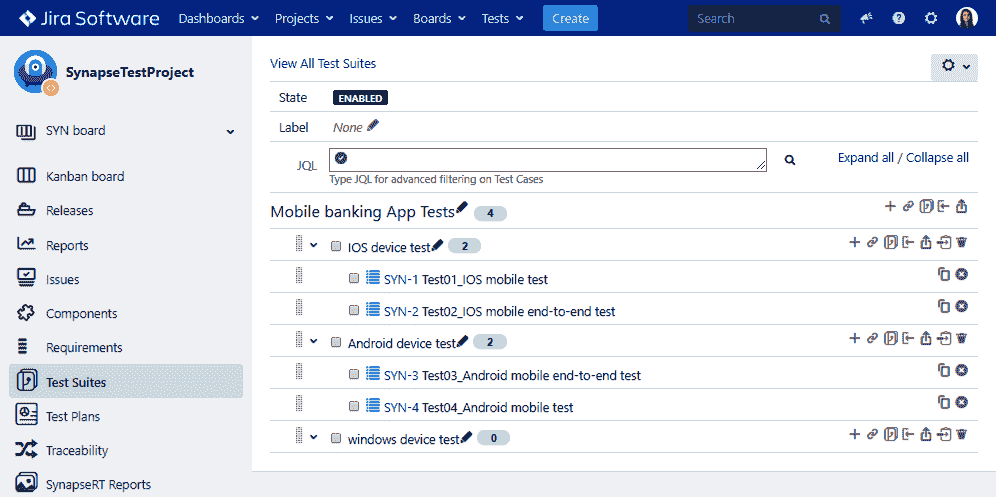 Jira Software Dashboards Projects Issues Boards Tests Create Search
SynapseTestProject
SYN board
Kanban board
Releases
Reports
Issues
Components
Requirements
Test Suites
Test Plans
Traceability
SynapseRT Reports
View All Test Suites
State ENABLED
Label None
JQL
Expand all / Collapse all
Type JQL for advanced filtering on Test Cases
Mobile banking App Tests 4
IOS device test 2
SYN-1 Test01_IOS mobile test
SYN-2 Test02_IOS mobile end-to-end test
Android device test 2
SYN-3 Test03_Android mobile end-to-end test
SYN-4 Test04_Android mobile test
windows device test 0